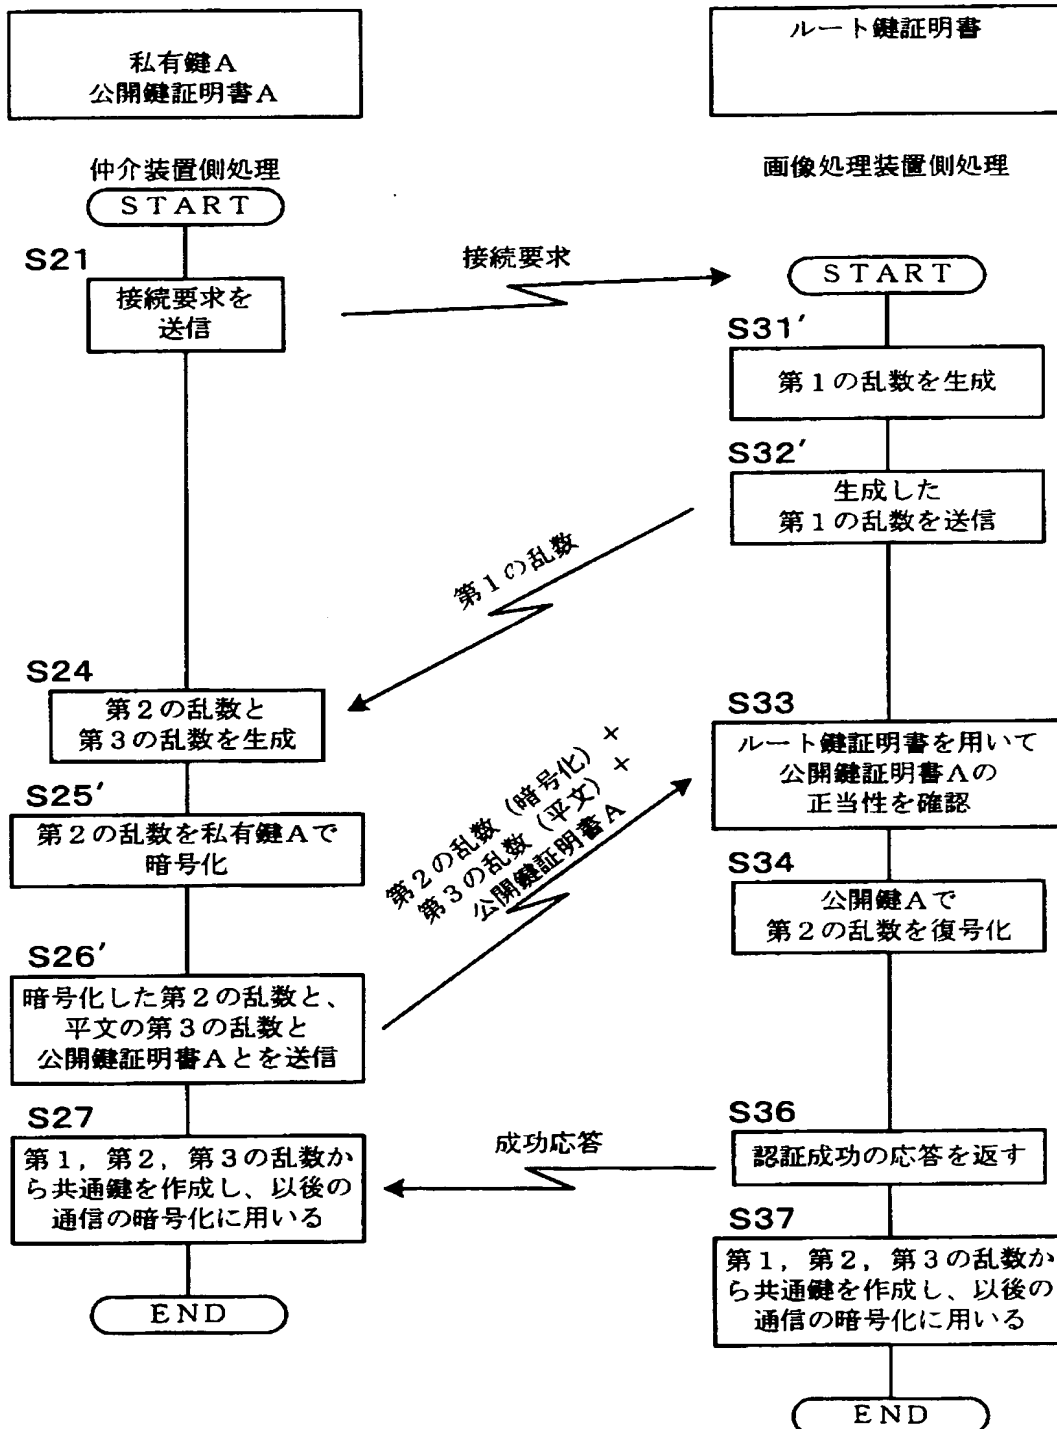 私有鍵A
公開鍵証明書A
ルート鍵証明書
仲介装置側処理
画像処理装置側処理
START
S21
接続要求を
送信
接続要求
START
S31′
第1の乱数を生成
S32′
生成した
第1の乱数を送信
第1の乱数
S24
第2の乱数と
第3の乱数を生成
S25′
第2の乱数を私有鍵Aで
暗号化
S26′
暗号化した第2の乱数と、
平文の第3の乱数と
公開鍵証明書Aとを送信
第2の乱数（暗号化）+
第3の乱数（平文）+
公開鍵証明書A
S33
ルート鍵証明書を用いて
公開鍵証明書Aの
正当性を確認
S34
公開鍵Aで
第2の乱数を復号化
S36
認証成功の応答を返す
成功応答
S27
第1，第2，第3の乱数か
ら共通鍵を作成し、以後の
通信の暗号化に用いる
END
S37
第1，第2，第3の乱数か
ら共通鍵を作成し、以後の
通信の暗号化に用いる
END